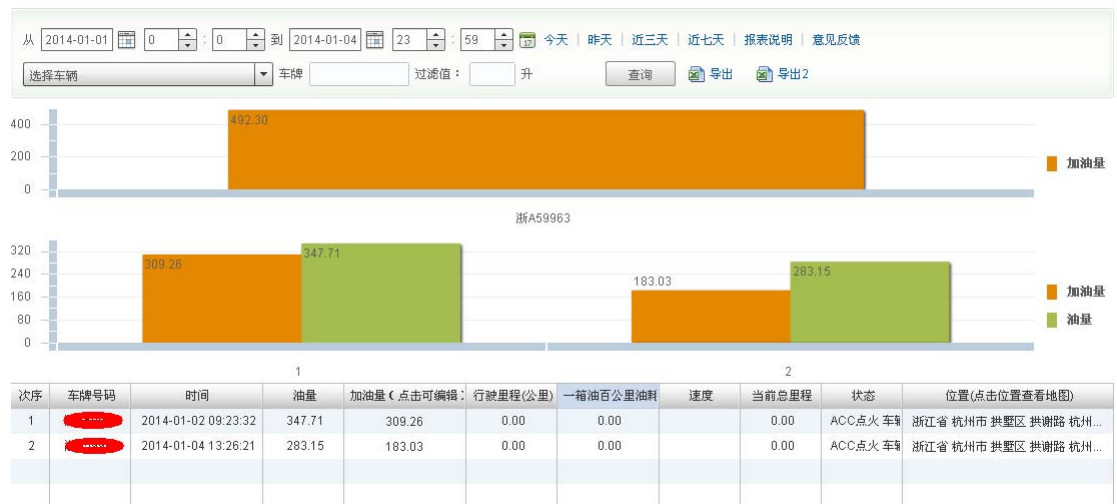 从 2014-01-01 0 : 0 到 2014-01-04 23 : 59 今天 | 昨天 | 近三天 | 近七天 | 报表说明 | 意见反馈
选择车辆 车牌 过滤值： 升 查询 导出 导出2
492.30
400
200
0
加油量
浙A59963
320
240
160
80
0
309.26 347.71 183.03 283.15
加油量
油量
1 2
次序 车牌号码 时间 油量 加油量(点击可编辑) 行驶里程(公里) 一箱油百公里油耗 速度 当前总里程 状态 位置(点击位置查看地图)
1 2014-01-02 09:23:32 347.71 309.26 0.00 0.00 0.00 ACC点火 车辆 浙江省 杭州市 拱墅区 拱谢路 杭州...
2 2014-01-04 13:26:21 283.15 183.03 0.00 0.00 0.00 ACC点火 车辆 浙江省 杭州市 拱墅区 拱谢路 杭州...